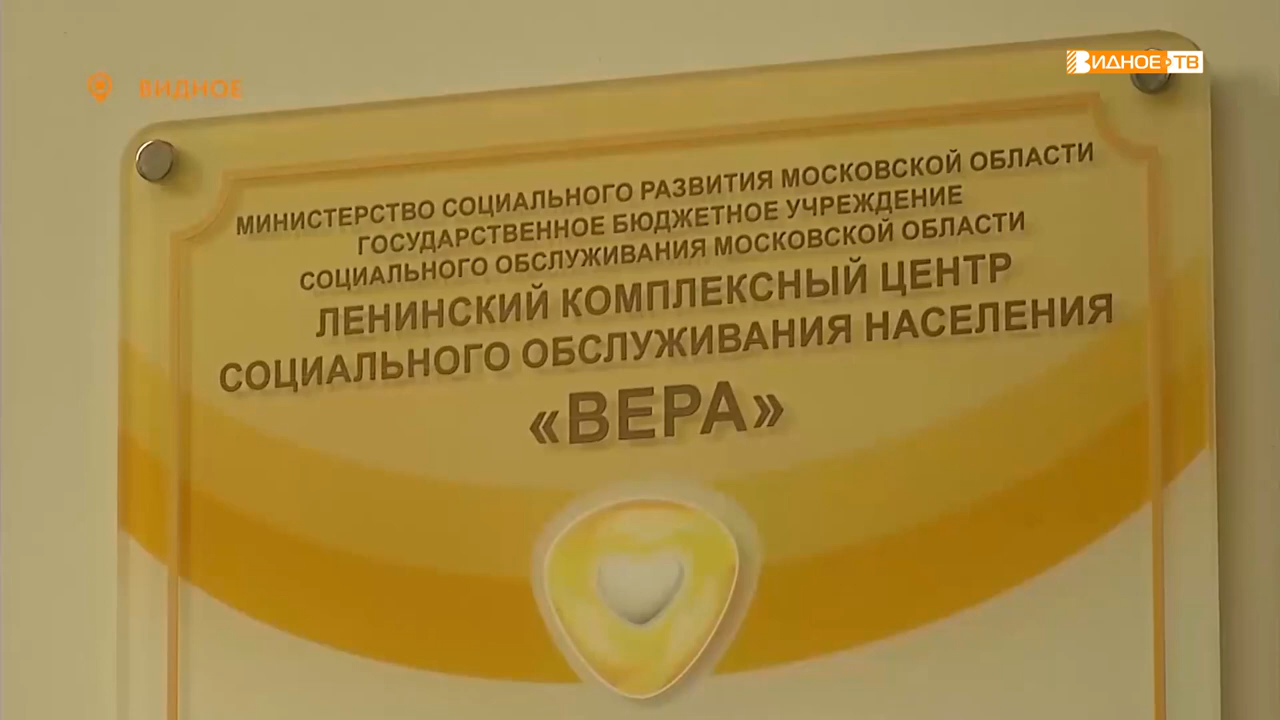 ВИДНОЕ
ВИДНОЕ ТВ
МИНИСТЕРСТВО СОЦИАЛЬНОГО РАЗВИТИЯ МОСКОВСКОЙ ОБЛАСТИ
ГОСУДАРСТВЕННОЕ БЮДЖЕТНОЕ УЧРЕЖДЕНИЕ
СОЦИАЛЬНОГО ОБСЛУЖИВАНИЯ МОСКОВСКОЙ ОБЛАСТИ
ЛЕНИНСКИЙ КОМПЛЕКСНЫЙ ЦЕНТР
СОЦИАЛЬНОГО ОБСЛУЖИВАНИЯ НАСЕЛЕНИЯ
«ВЕРА»